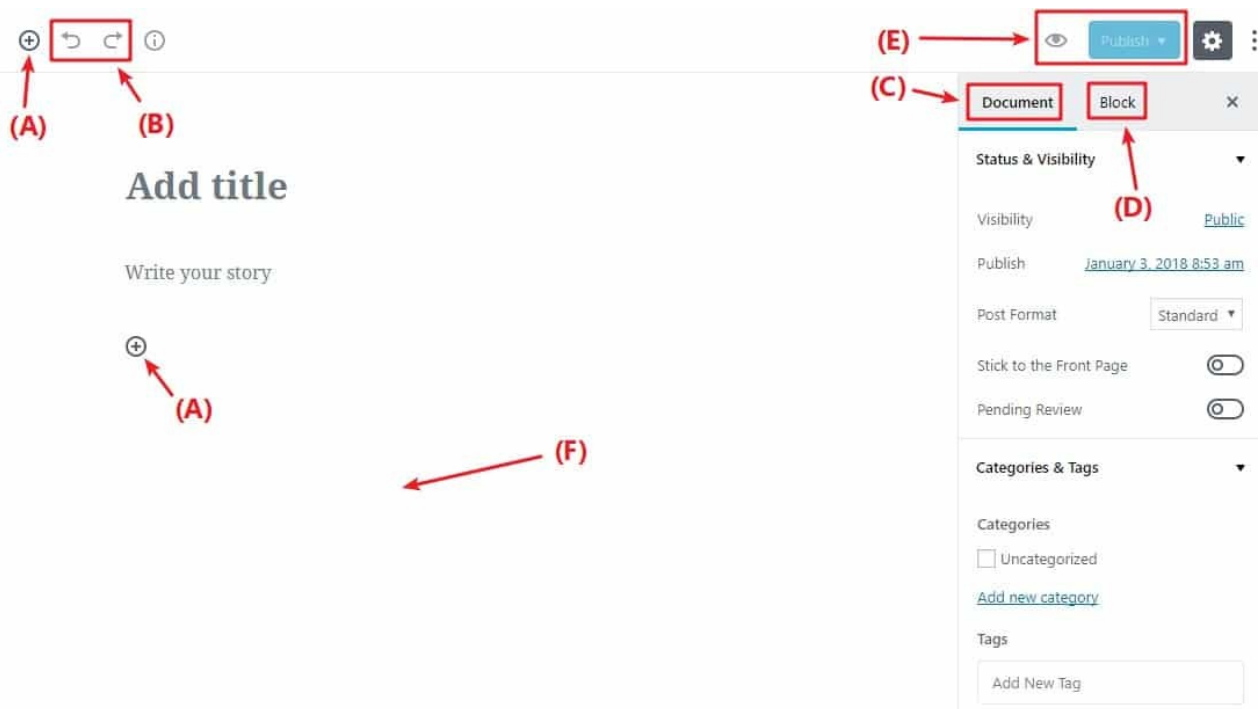 (E)
Publish
(C)
Document
Block
(A)
(B)
Status & Visibility
Add title
(D)
Visibility
Public
Publish
January 3, 2018 8:53 am
Write your story
Post Format
Standard
Stick to the Front Page
(A)
Pending Review
(F)
Categories & Tags
Categories
Uncategorized
Add new category
Tags
Add New Tag